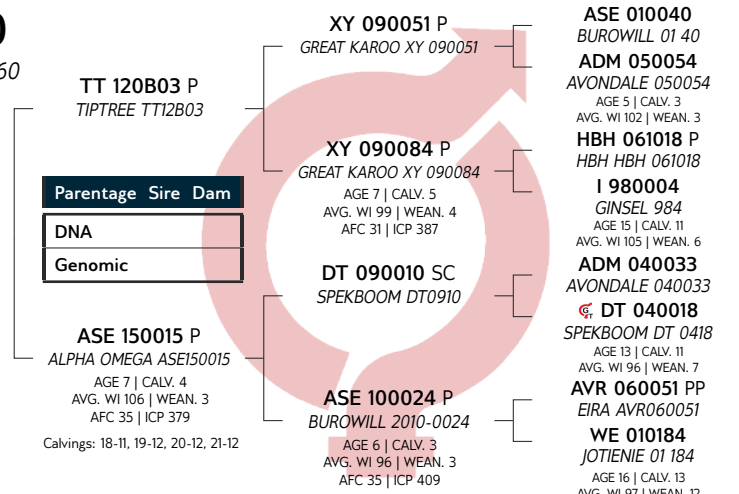 0
60
TT 120B03 P
TIPTREE TT12B03
Parentage Sire Dam
DNA
Genomic
ASE 150015 P
ALPHA OMEGA ASE150015
AGE 7 | CALV. 4
AVG. WI 106 | WEAN. 3
AFC 35 | ICP 379
Calvings: 18-11, 19-12, 20-12, 21-12
XY 090051 P
GREAT KAROO XY 090051
XY 090084 P
GREAT KAROO XY 090084
AGE 7 | CALV. 5
AVG. WI 99 | WEAN. 4
AFC 31 | ICP 387
DT 090010 SC
SPEKBOOM DT0910
ASE 100024 P
BUROWILL 2010-0024
AGE 6 | CALV. 3
AVG. WI 96 | WEAN. 3
AFC 35 | ICP 409
ASE 010040
BUROWILL 01 40
ADM 050054
AVONDALE 050054
AGE 5 | CALV. 3
AVG. WI 102 | WEAN. 3
HBH 061018 P
HBH HBH 061018
I 980004
GINSEL 984
AGE 15 | CALV. 11
AVG. WI 105 | WEAN. 6
ADM 040033
AVONDALE 040033
DT 040018
SPEKBOOM DT 0418
AGE 13 | CALV. 11
AVG. WI 96 | WEAN. 7
AVR 060051 PP
EIRA AVR060051
WE 010184
JOTIENIE 01 184
AGE 16 | CALV. 13
AVG. WI 97 | WEAN. 12